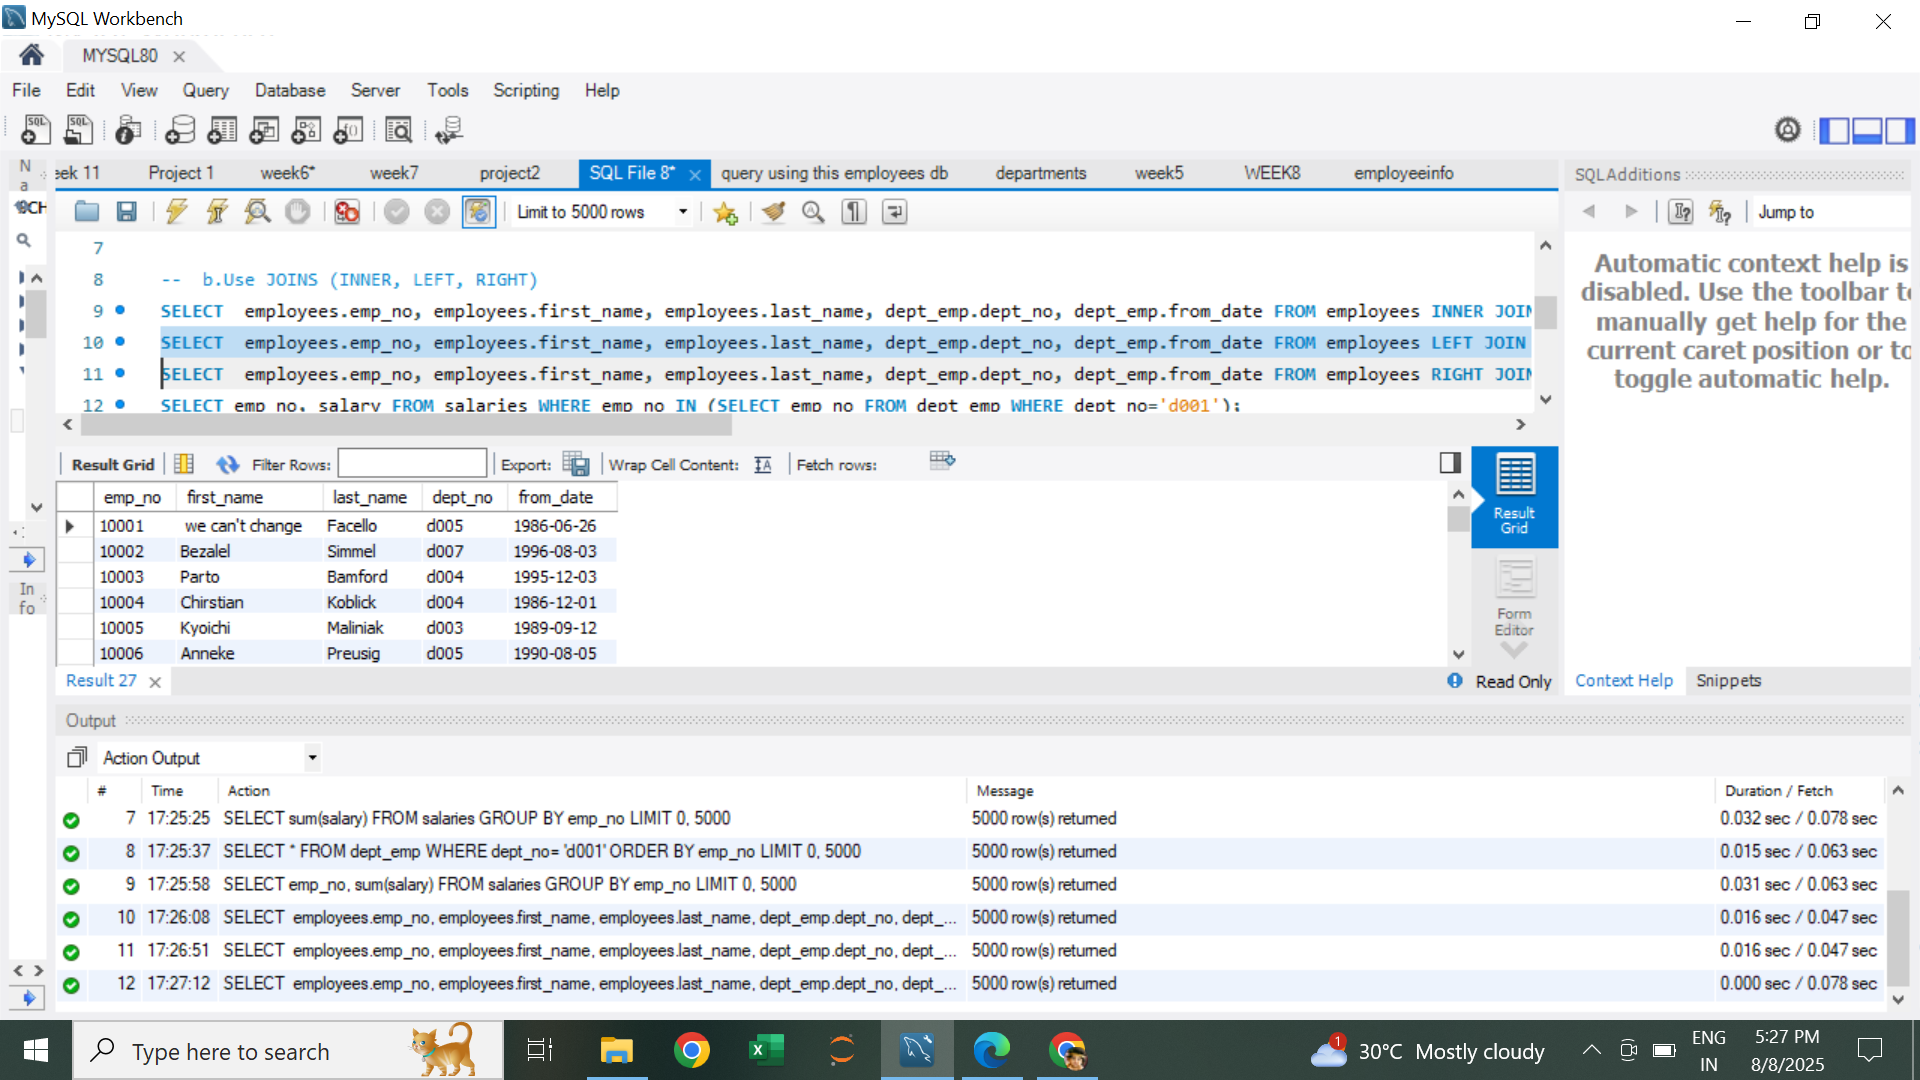 MySQL Workbench
MYSQL80
File Edit View Query Database Server Tools Scripting Help
eek 11 Project 1 week6* week7 project2 SQL File 8* query using this employees db departments week5 WEEK8 employeeinfo
SQLAdditions
Limit to 5000 rows
Jump to
7
8 -- b.Use JOINS (INNER, LEFT, RIGHT)
9 SELECT employees.emp_no, employees.first_name, employees.last_name, dept_emp.dept_no, dept_emp.from_date FROM employees INNER JOIN
10 SELECT employees.emp_no, employees.first_name, employees.last_name, dept_emp.dept_no, dept_emp.from_date FROM employees LEFT JOIN
11 SELECT employees.emp_no, employees.first_name, employees.last_name, dept_emp.dept_no, dept_emp.from_date FROM employees RIGHT JOIN
12 SELECT emp_no, salary FROM salaries WHERE emp_no IN (SELECT emp_no FROM dept_emp WHERE dept_no='d001');
Automatic context help is
disabled. Use the toolbar to
manually get help for the
current caret position or to
toggle automatic help.
Result Grid Filter Rows: Export: Wrap Cell Content: Fetch rows:
emp_no first_name last_name dept_no from_date
10001 we can't change Facello d005 1986-06-26
10002 Bezalel Simmel d007 1996-08-03
10003 Parto Bamford d004 1995-12-03
10004 Chirstian Koblick d004 1986-12-01
10005 Kyoichi Maliniak d003 1989-09-12
10006 Anneke Preusig d005 1990-08-05
Result
Grid
Form
Editor
Result 27
Read Only
Context Help Snippets
In
fo
Output
Action Output
# Time Action Message Duration / Fetch
7 17:25:25 SELECT sum(salary) FROM salaries GROUP BY emp_no LIMIT 0, 5000 5000 row(s) returned 0.032 sec / 0.078 sec
8 17:25:37 SELECT * FROM dept_emp WHERE dept_no= 'd001' ORDER BY emp_no LIMIT 0, 5000 5000 row(s) returned 0.015 sec / 0.063 sec
9 17:25:58 SELECT emp_no, sum(salary) FROM salaries GROUP BY emp_no LIMIT 0, 5000 5000 row(s) returned 0.031 sec / 0.063 sec
10 17:26:08 SELECT employees.emp_no, employees.first_name, employees.last_name, dept_emp.dept_no, dept_... 5000 row(s) returned 0.016 sec / 0.047 sec
11 17:26:51 SELECT employees.emp_no, employees.first_name, employees.last_name, dept_emp.dept_no, dept_... 5000 row(s) returned 0.016 sec / 0.047 sec
12 17:27:12 SELECT employees.emp_no, employees.first_name, employees.last_name, dept_emp.dept_no, dept_... 5000 row(s) returned 0.000 sec / 0.078 sec
Type here to search
1
30°C Mostly cloudy
ENG
IN
5:27 PM
8/8/2025